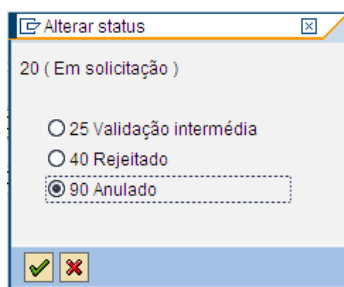 Alterar status
20 ( Em solicitação )
25 Validação intermédia
40 Rejeitado
90 Anulado